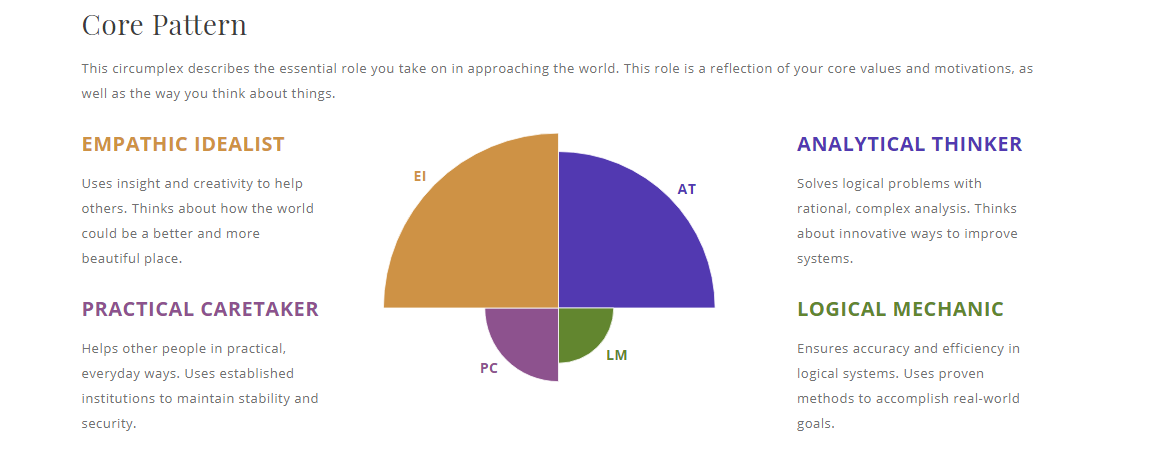 Core Pattern
This circumplex describes the essential role you take on in approaching the world. This role is a reflection of your core values and motivations, as
well as the way you think about things.
EMPATHIC IDEALIST
Uses insight and creativity to help
others. Thinks about how the world
could be a better and more
beautiful place.
PRACTICAL CARETAKER
Helps other people in practical,
everyday ways. Uses established
institutions to maintain stability and
security.
EI
AT
PC
LM
ANALYTICAL THINKER
Solves logical problems with
rational, complex analysis. Thinks
about innovative ways to improve
systems.
LOGICAL MECHANIC
Ensures accuracy and efficiency in
logical systems. Uses proven
methods to accomplish real-world
goals.